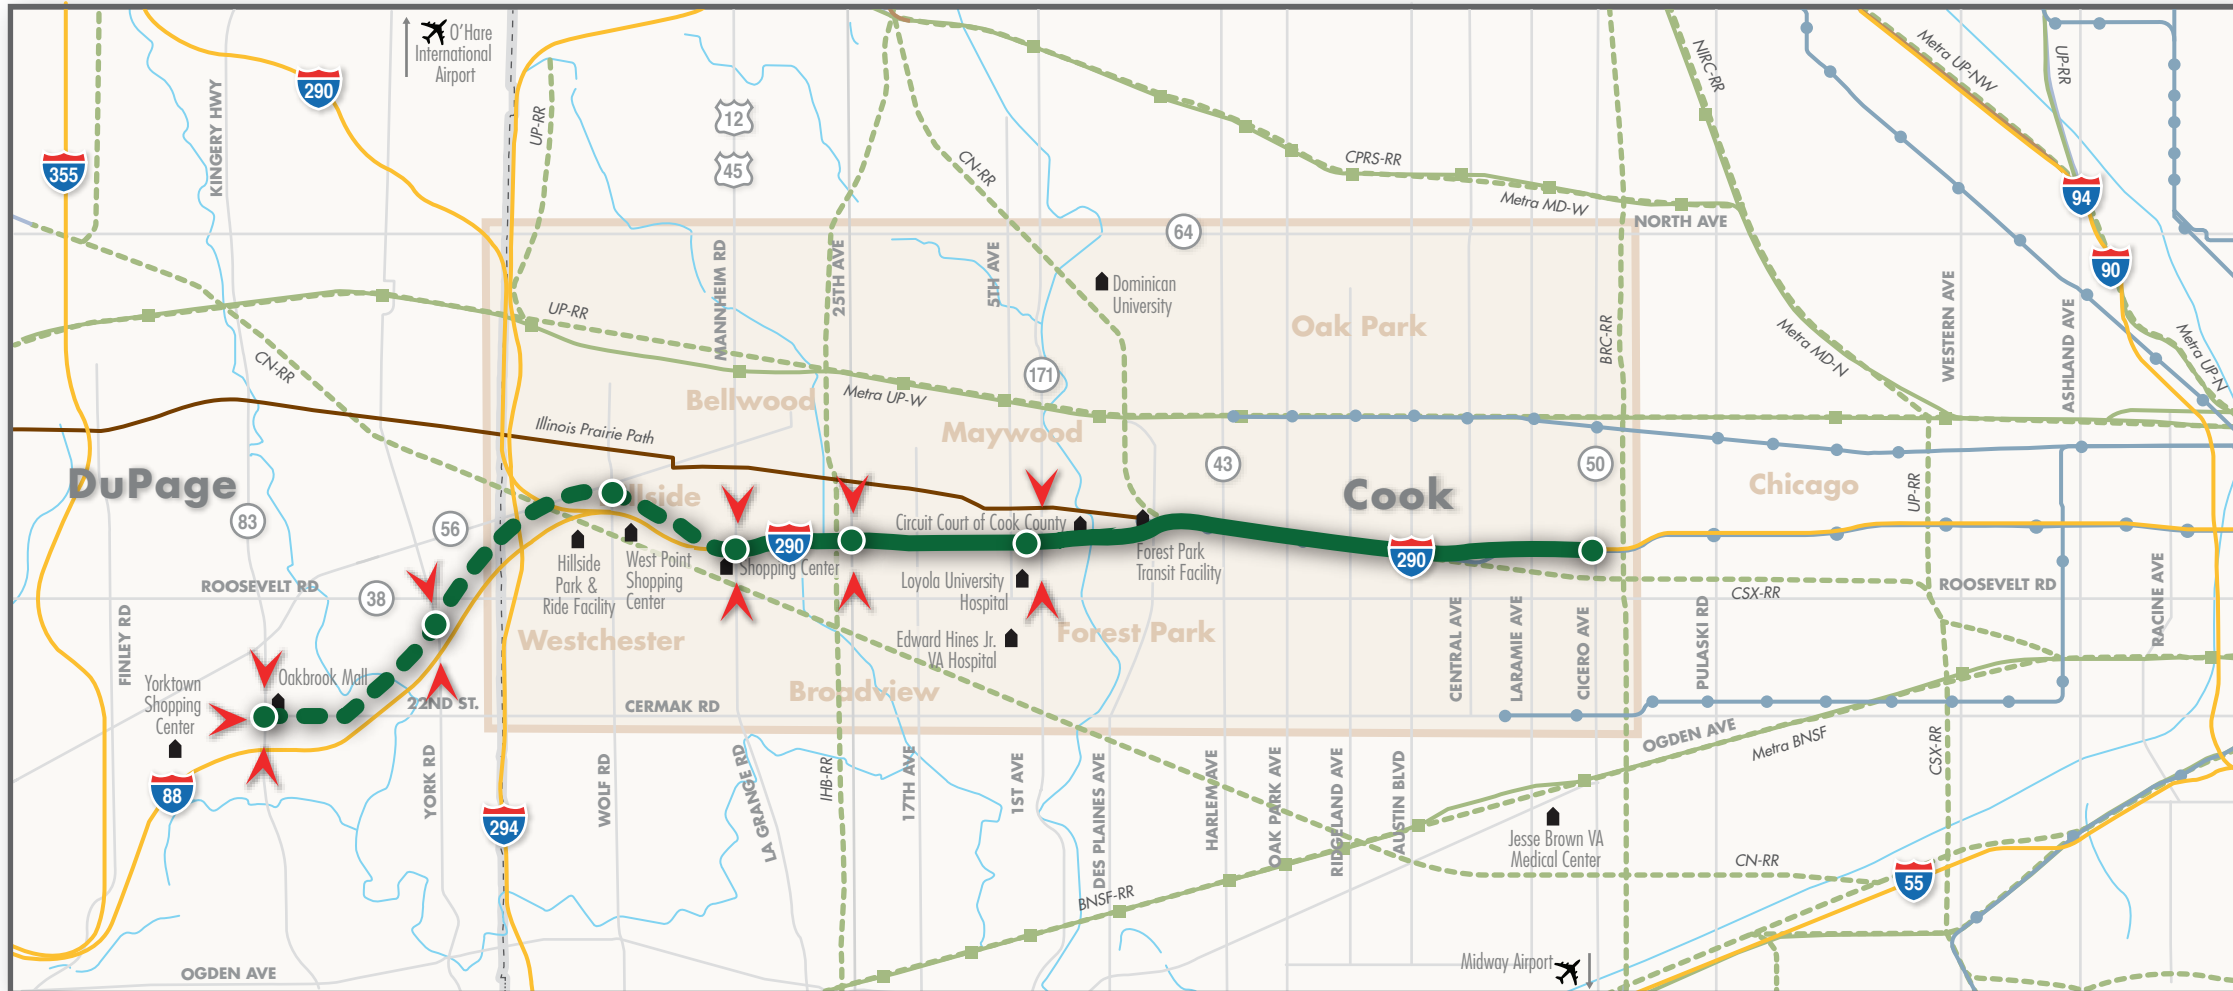 O'Hare
International
Airport
290
355
KINGERY HWY
UP-RR
12
45
CN-RR
CPRS-RR
Metra MD-W
NIRC-RR
Metra UP-NW
UP-RR
94
90
NORTH AVE
64
MANNHEIM RD
25TH AVE
5TH AVE
Dominican
University
Oak Park
BRC-RR
Metra MD-N
WESTERN AVE
ASHLAND AVE
Metra UP-N
UP-RR
CN-RR
171
Bellwood
Metra UP-W
Maywood
Illinois Prairie Path
DuPage
83
56
43
50
Cook
Chicago
UP-RR
Circuit Court of Cook County
290
290
Hillside
Park &
Ride Facility
West Point
Shopping
Center
Shopping Center
Loyola University
Hospital
Forest Park
Transit Facility
ROOSEVELT RD
38
CSX-RR
ROOSEVELT RD
RACINE AVE
FINLEY RD
Westchester
Edward Hines Jr.
VA Hospital
Forest Park
CENTRAL AVE
LARAMIE AVE
CICERO AVE
PULASKI RD
Yorktown
Shopping
Center
Oakbrook Mall
22ND ST.
Broadview
CERMAK RD
OGDEN AVE
Metra BNSF
CSX-RR
88
YORK RD
294
WOLF RD
LA GRANGE RD
IHB-RR
17TH AVE
1ST AVE
DES PLAINES AVE
HARLEM AVE
OAK PARK AVE
RIDGELAND AVE
AUSTIN BLVD
Jesse Brown VA
Medical Center
CN-RR
55
BNSF-RR
OGDEN AVE
Midway Airport